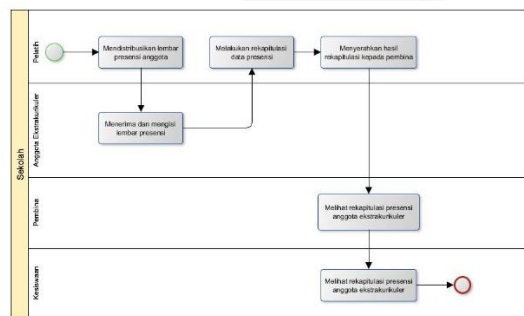 Sekolah
Pelatih
Mendistribusikan lembar
presensi anggota
Melakukan rekapitulasi
data presensi
Menyerahkan hasil
rekapitulasi kepada pembina
Anggota Ekstrakurikuler
Menerima dan mengisi
lembar presensi
Pembina
Melihat rekapitulasi presensi
anggota ekstrakurikuler
Kesiswaan
Melihat rekapitulasi presensi
anggota ekstrakurikuler